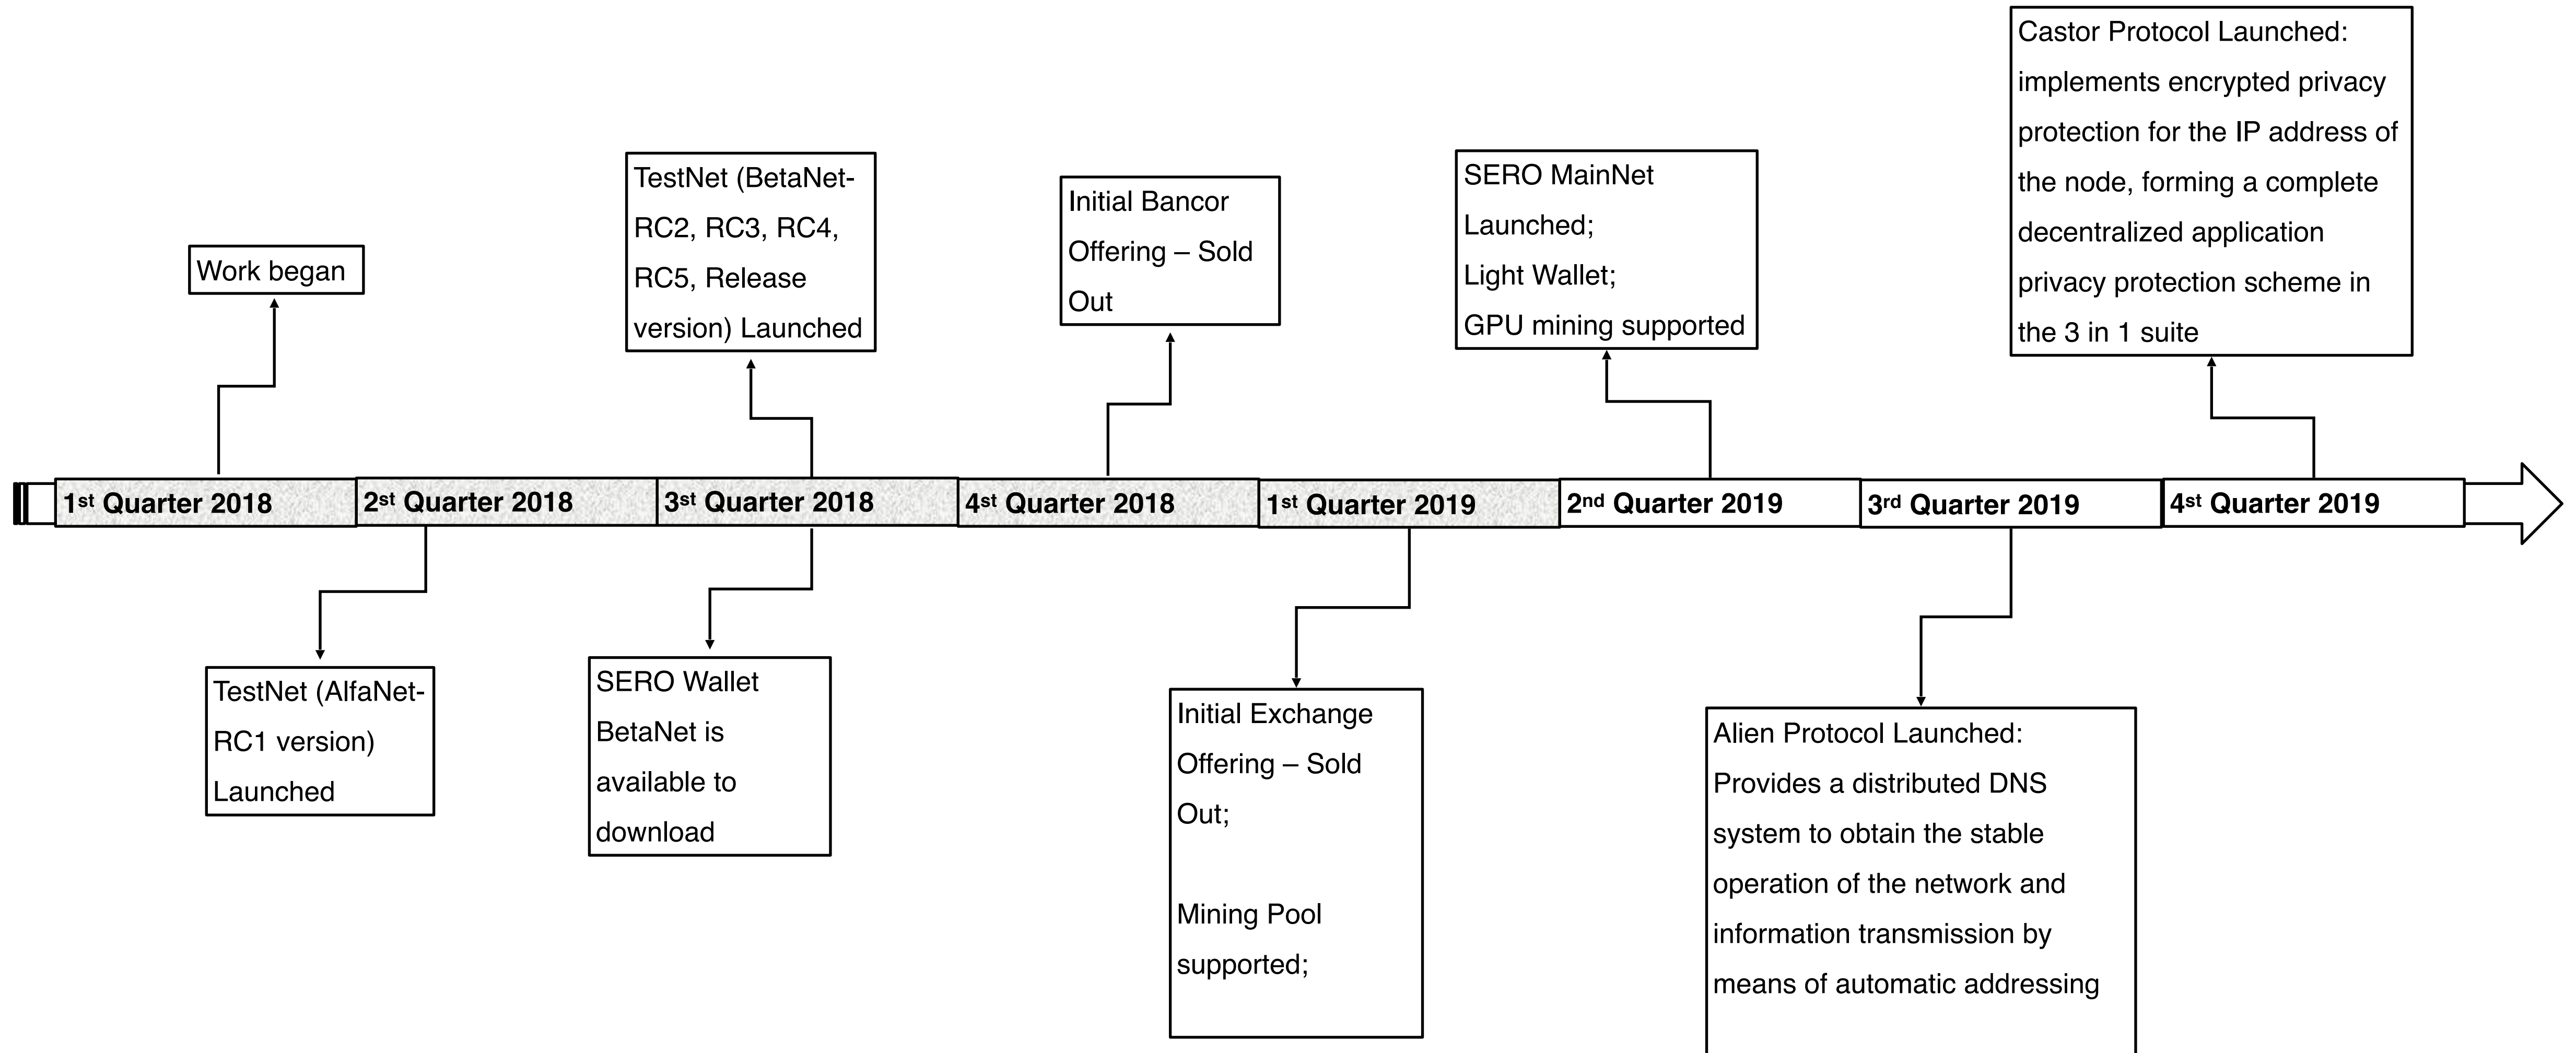 Castor Protocol Launched:
implements encrypted privacy
protection for the IP address of
the node, forming a complete
decentralized application
privacy protection scheme in
the 3 in 1 suite
Work began
TestNet (BetaNet-
RC2, RC3, RC4,
RC5, Release
version) Launched
Initial Bancor
Offering – Sold
Out
SERO MainNet
Launched;
Light Wallet;
GPU mining supported
1st Quarter 2018
2st Quarter 2018
3st Quarter 2018
4st Quarter 2018
1st Quarter 2019
2nd Quarter 2019
3rd Quarter 2019
4st Quarter 2019
TestNet (AlfaNet-
RC1 version)
Launched
SERO Wallet
BetaNet is
available to
download
Initial Exchange
Offering – Sold
Out;
Mining Pool
supported;
Alien Protocol Launched:
Provides a distributed DNS
system to obtain the stable
operation of the network and
information transmission by
means of automatic addressing